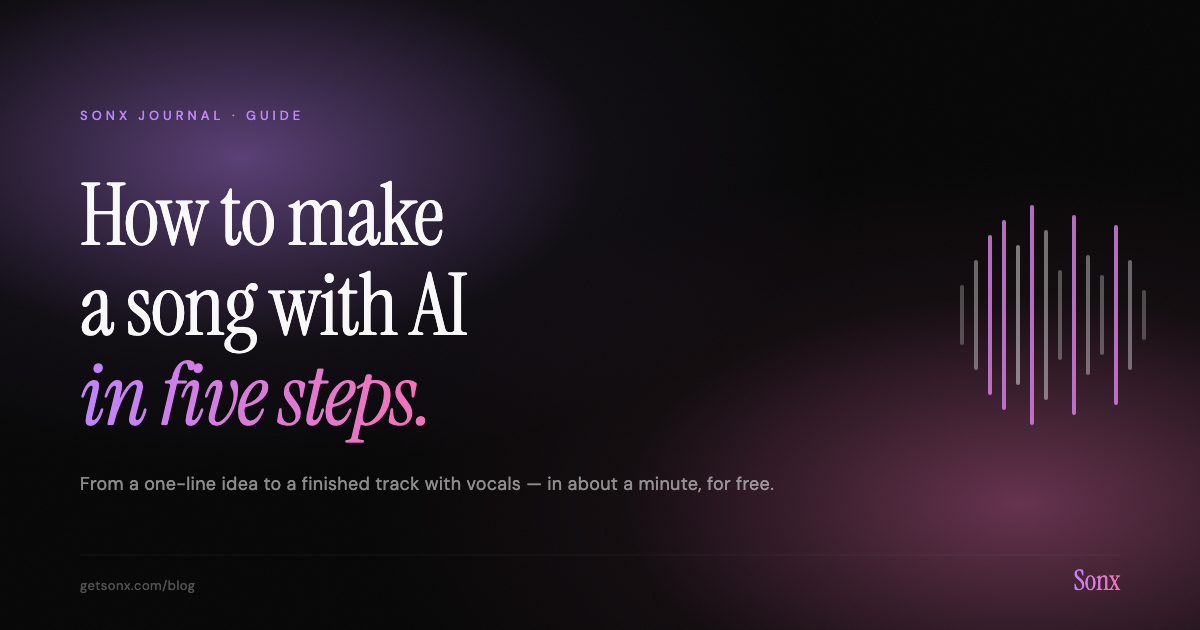 SONX JOURNAL · GUIDE
How to make
a song with AI
in five steps.
From a one-line idea to a finished track with vocals — in about a minute, for free.
getsonx.com/blog
Sonx